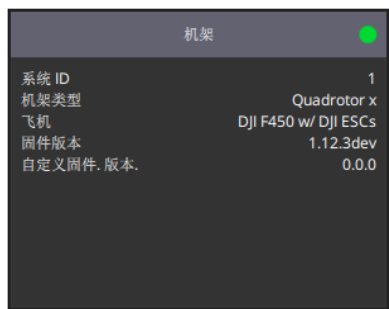 机架
系统 ID 1
机架类型 Quadrotor x
飞机 DJI F450 w/ DJI ESCs
固件版本 1.12.3dev
自定义固件. 版本. 0.0.0